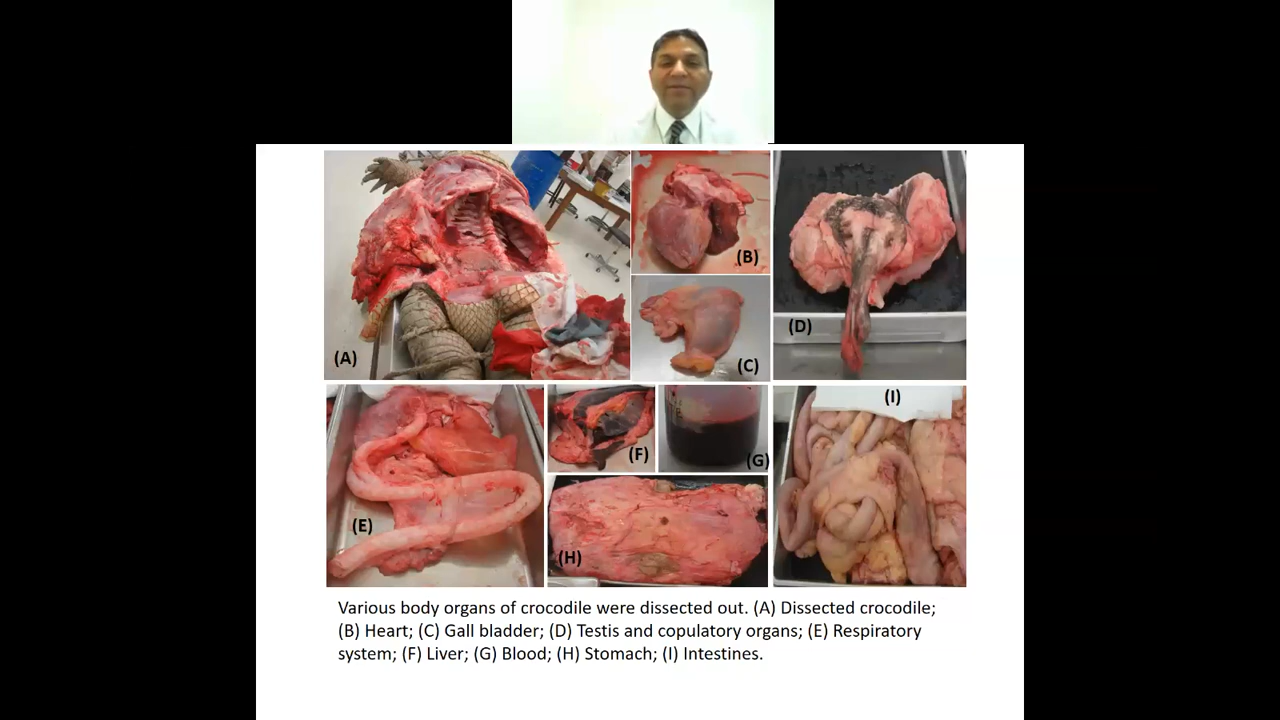 (A)
(B)
(C)
(D)
(E)
(F)
(G)
(H)
(I)
Various body organs of crocodile were dissected out. (A) Dissected crocodile;
(B) Heart; (C) Gall bladder; (D) Testis and copulatory organs; (E) Respiratory
system; (F) Liver; (G) Blood; (H) Stomach; (I) Intestines.